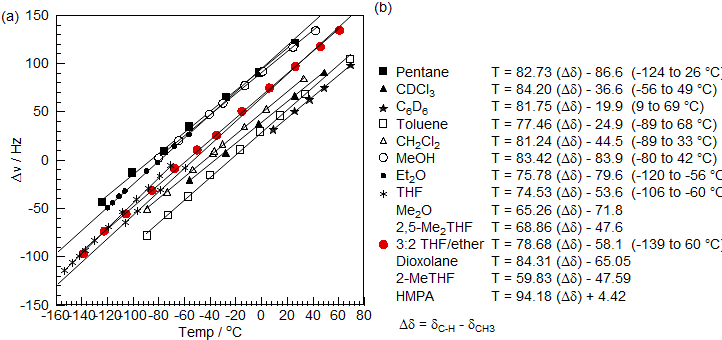 (a)
150
100
50
0
-50
-100
-150
Δν / Hz
-160 -140 -120 -100 -80 -60 -40 -20 0 20 40 60 80
Temp / °C
(b)
Pentane T = 82.73 (Δδ) - 86.6 (-124 to 26 °C)
CDCl₃ T = 84.20 (Δδ) - 36.6 (-56 to 49 °C)
C₆D₆ T = 81.75 (Δδ) - 19.9 (9 to 69 °C)
Toluene T = 77.46 (Δδ) - 24.9 (-89 to 68 °C)
CH₂Cl₂ T = 81.24 (Δδ) - 44.5 (-89 to 33 °C)
MeOH T = 83.42 (Δδ) - 83.9 (-80 to 42 °C)
Et₂O T = 75.78 (Δδ) - 79.6 (-120 to -56 °C)
THF T = 74.53 (Δδ) - 53.6 (-106 to -60 °C)
Me₂O T = 65.26 (Δδ) - 71.8
2,5-Me₂THF T = 68.86 (Δδ) - 47.6
3:2 THF/ether T = 78.68 (Δδ) - 58.1 (-139 to 60 °C)
Dioxolane T = 84.31 (Δδ) - 65.05
2-MeTHF T = 59.83 (Δδ) - 47.59
HMPA T = 94.18 (Δδ) + 4.42
Δδ = δC-H - δCH3